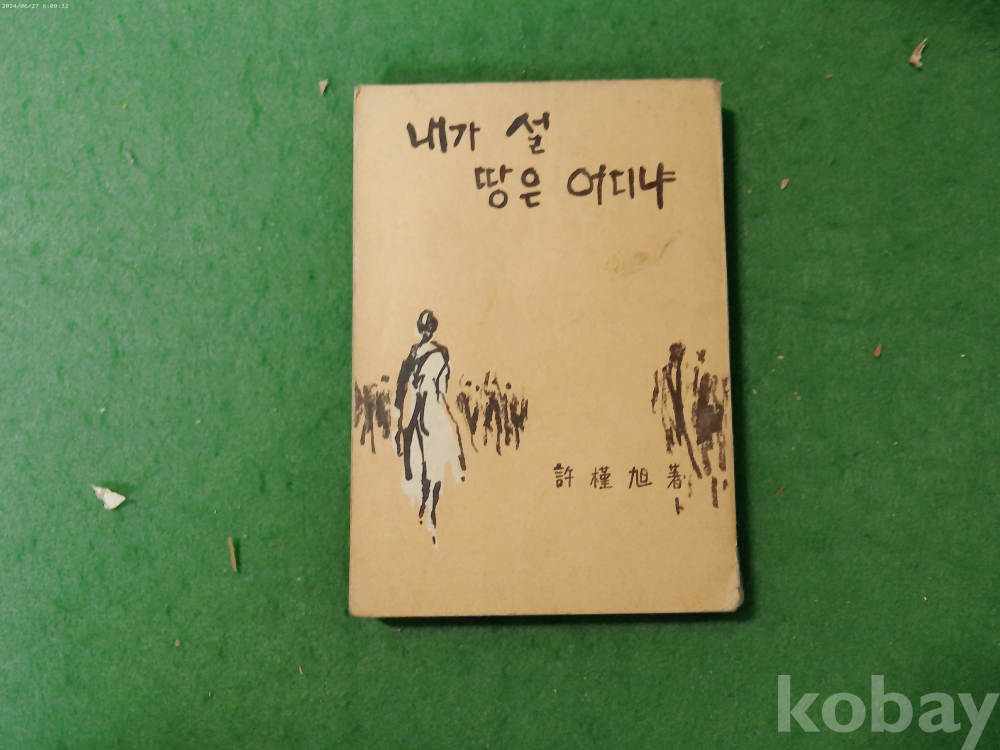 2024/06/27 6:09:32
내가 설
땅은 어디냐
許槿旭 著
kobay